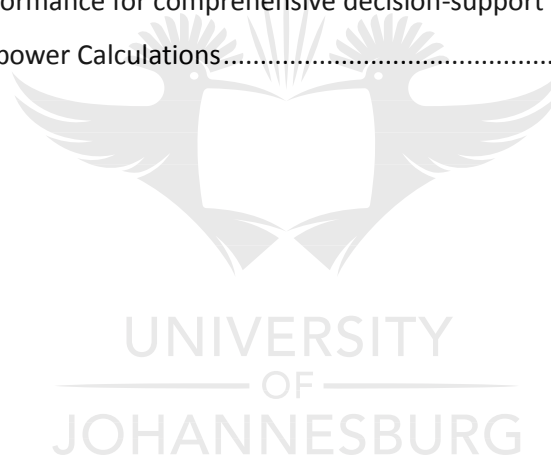 ormance for comprehensive decision-support
power Calculations.......................................................
UNIVERSITY
OF
JOHANNESBURG